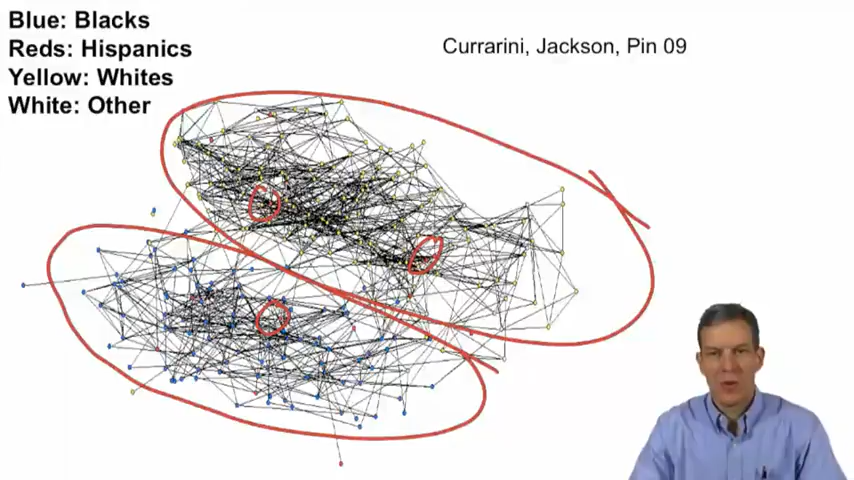 Blue: Blacks
Reds: Hispanics
Yellow: Whites
White: Other
Currarini, Jackson, Pin 09